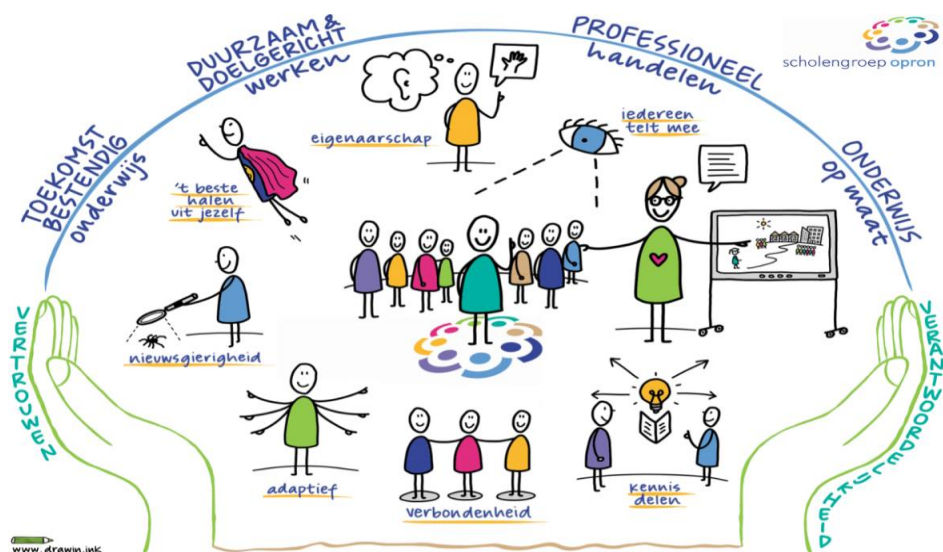 TOEKOMST
BESTENDIG
onderwijs
DUURZAAM &
DOELGERICHT
werken
PROFESSIONEEL
handelen
ONDERWIJS
op maat
scholengroep opron
eigenaarschap
iedereen
telt mee
't beste
halen
uit jezelf
nieuwsgierigheid
adaptief
verbondenheid
kennis
delen
VERTROUWEN
VERANTWOORDELIJKHEID
www.drawin.ink